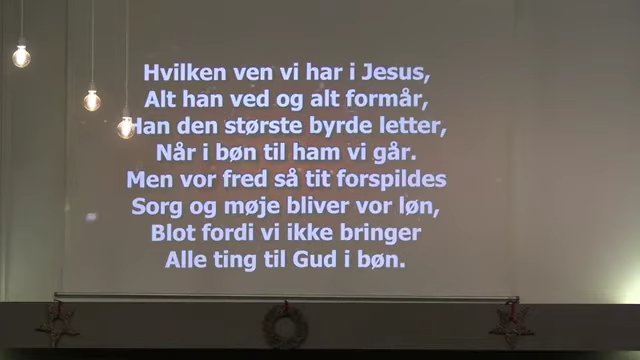 Hvilken ven vi har i Jesus,
Alt han ved og alt formår,
Han den største byrde letter,
Når i bøn til ham vi går.
Men vor fred så tit forspildes
Sorg og møje bliver vor løn,
Blot fordi vi ikke bringer
Alle ting til Gud i bøn.